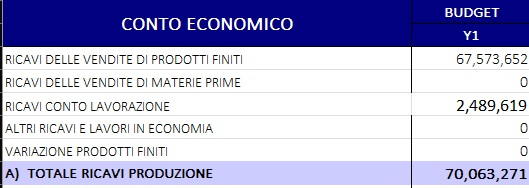 CONTO ECONOMICO BUDGET
Y1
RICAVI DELLE VENDITE DI PRODOTTI FINITI 67,573,652
RICAVI DELLE VENDITE DI MATERIE PRIME 0
RICAVI CONTO LAVORAZIONE 2,489,619
ALTRI RICAVI E LAVORI IN ECONOMIA 0
VARIAZIONE PRODOTTI FINITI 0
A) TOTALE RICAVI PRODUZIONE 70,063,271